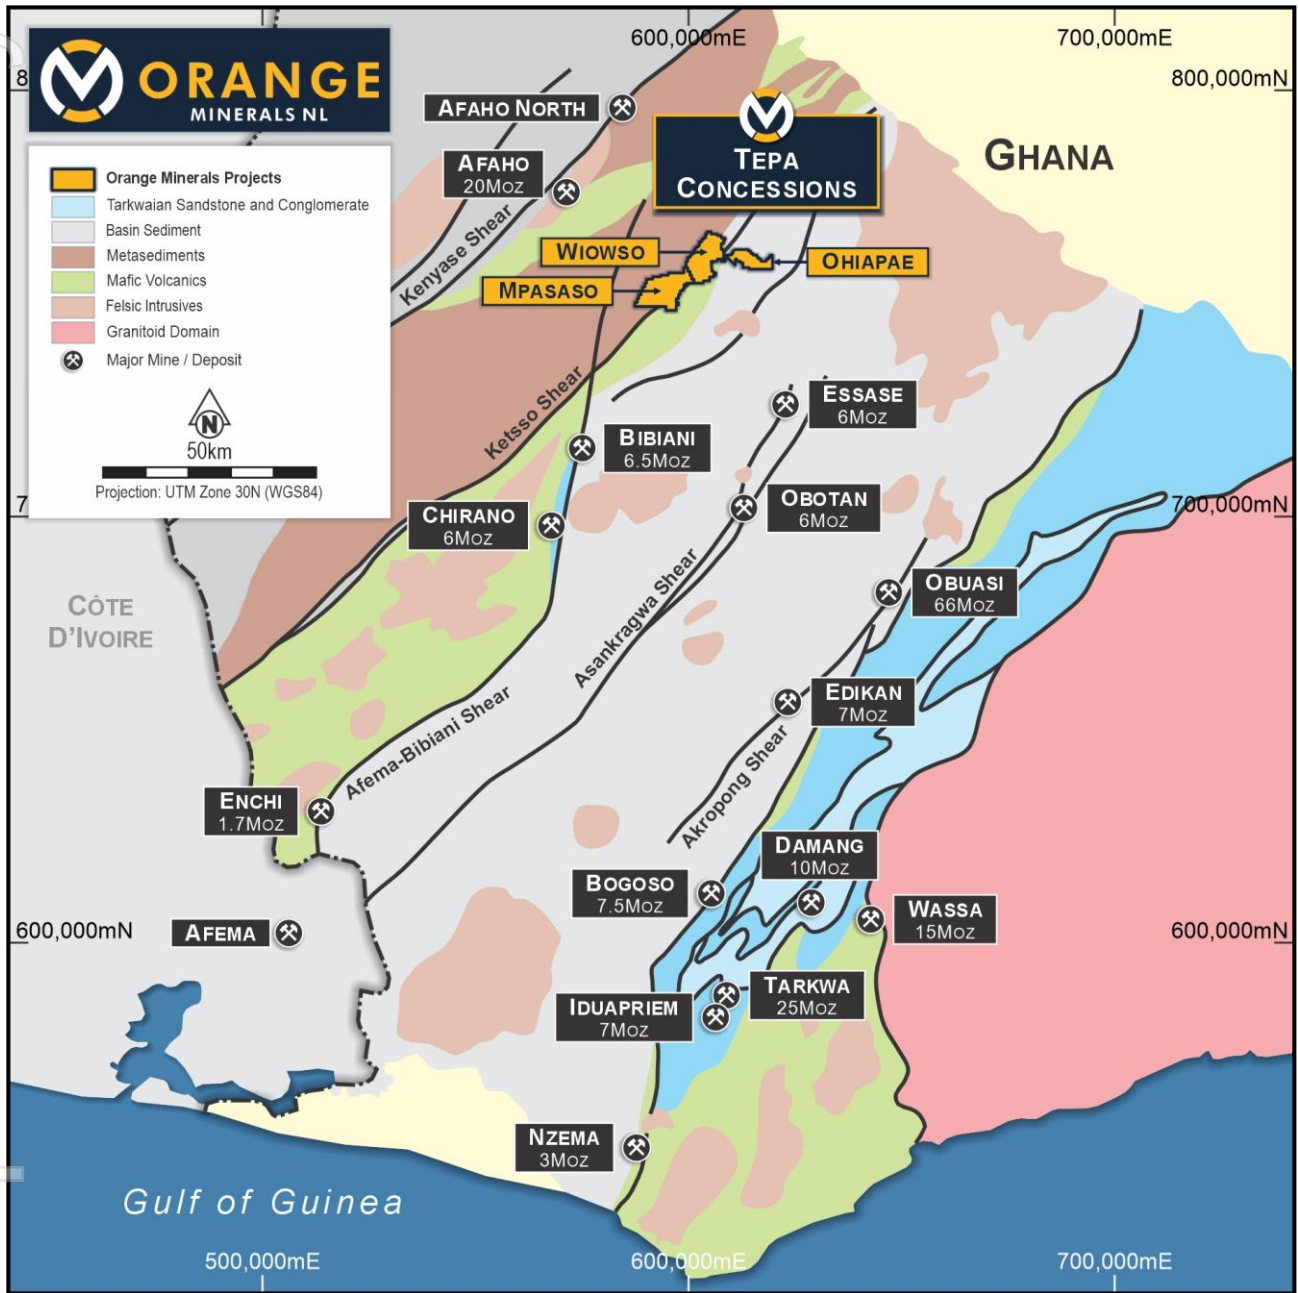 600,000mE
700,000mE
ORANGE
MINERALS NL
8
800,000mN
AFAHO NORTH
TEPA
CONCESSIONS
GHANA
AFAHO
20MOZ
Orange Minerals Projects
Tarkwaian Sandstone and Conglomerate
Basin Sediment
Metasediments
Mafic Volcanics
Felsic Intrusives
Granitoid Domain
Major Mine / Deposit
N
50km
Projection: UTM Zone 30N (WGS84)
Kenyase Shear
WIOWSO
OHIAPAE
MPASASO
Ketsso Shear
ESSASE
6MOZ
BIBIANI
6.5MOZ
7
700,000mN
CHIRANO
6MOZ
OBOTAN
6MOZ
OBUASI
66MOZ
CÔTE
D'IVOIRE
Asankragwa Shear
EDIKAN
7MOZ
Afema-Bibiani Shear
Akropong Shear
ENCHI
1.7MOZ
DAMANG
10MOZ
BOGOSO
7.5MOZ
WASSA
15MOZ
600,000mN
AFEMA
600,000mN
TARKWA
25MOZ
IDUAPRIEM
7MOZ
NZEMA
3MOZ
Gulf of Guinea
500,000mE
600,000mE
700,000mE